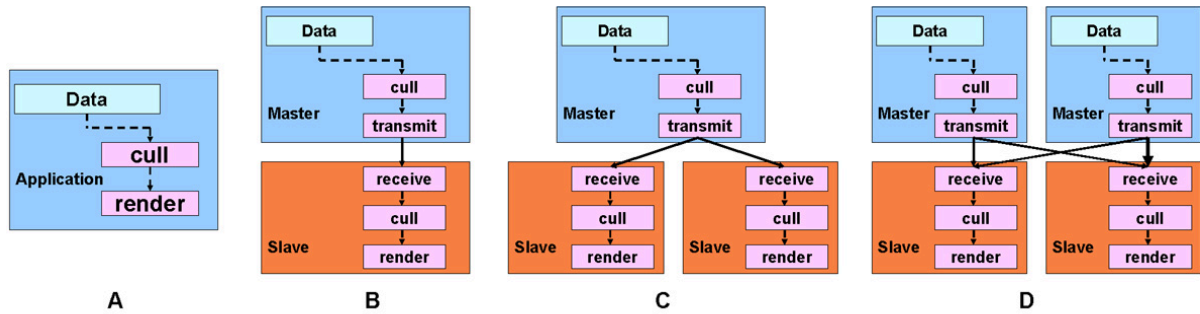 Data
cull
Application
render
A
Data
cull
Master
transmit
receive
cull
Slave
render
B
Data
cull
Master
transmit
receive
cull
Slave
render
receive
cull
Slave
render
C
Data
cull
Master
transmit
Data
cull
Master
transmit
receive
cull
Slave
render
receive
cull
Slave
render
D